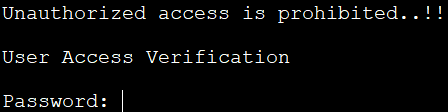 Unauthorized access is prohibited..!!
User Access Verification
Password: